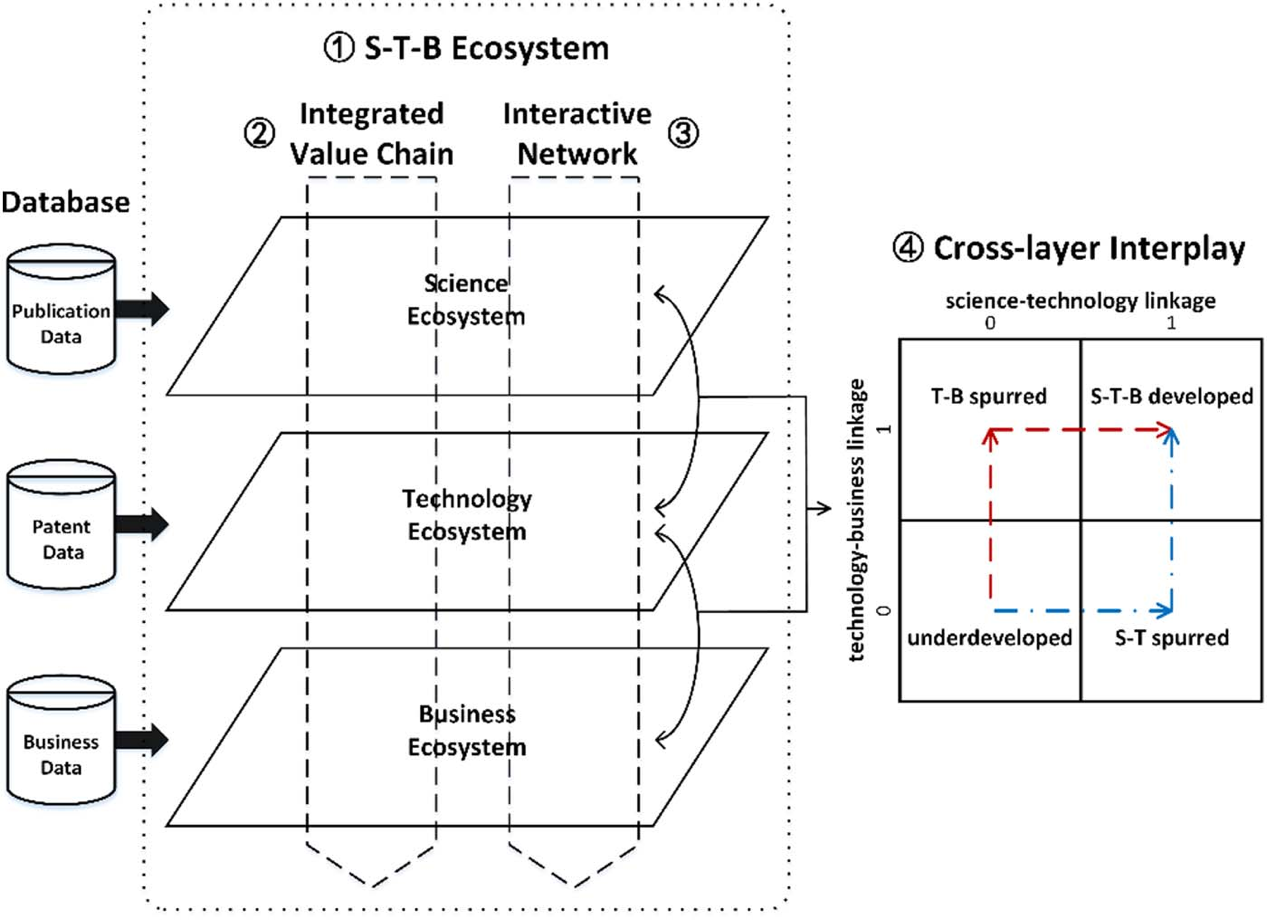 ① S-T-B Ecosystem
② Integrated
Value Chain
Interactive ③
Network
Database
Publication
Data
Science
Ecosystem
Patent
Data
Technology
Ecosystem
Business
Data
Business
Ecosystem
④ Cross-layer Interplay
science-technology linkage
0 1
technology-business linkage
1
0
T-B spurred
S-T-B developed
underdeveloped
S-T spurred